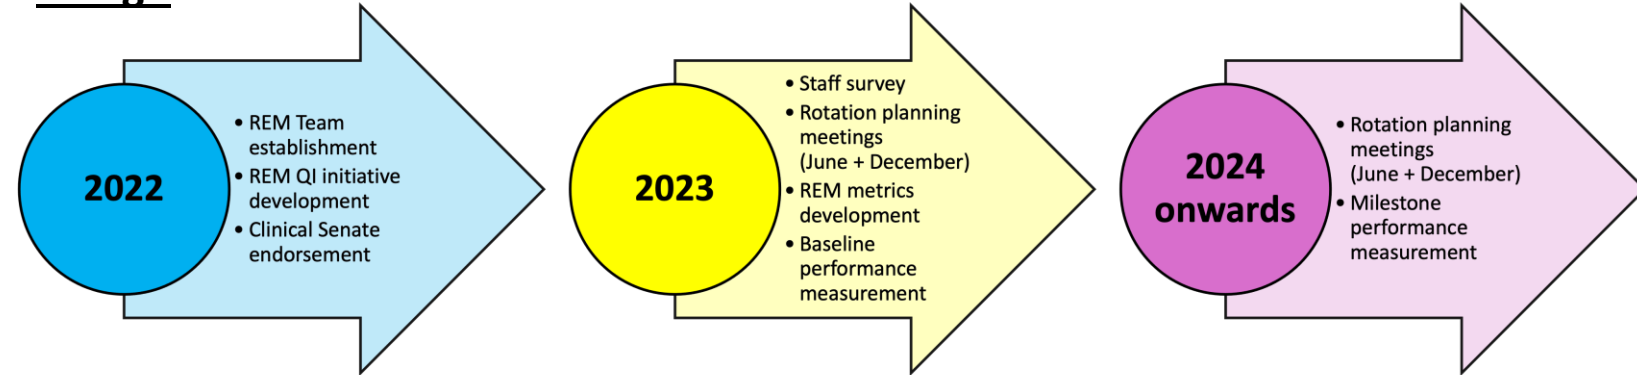 2022
• REM Team
establishment
• REM QI initiative
development
• Clinical Senate
endorsement
2023
• Staff survey
• Rotation planning
meetings
(June + December)
• REM metrics
development
• Baseline
performance
measurement
2024
onwards
• Rotation planning
meetings
(June + December)
• Milestone
performance
measurement